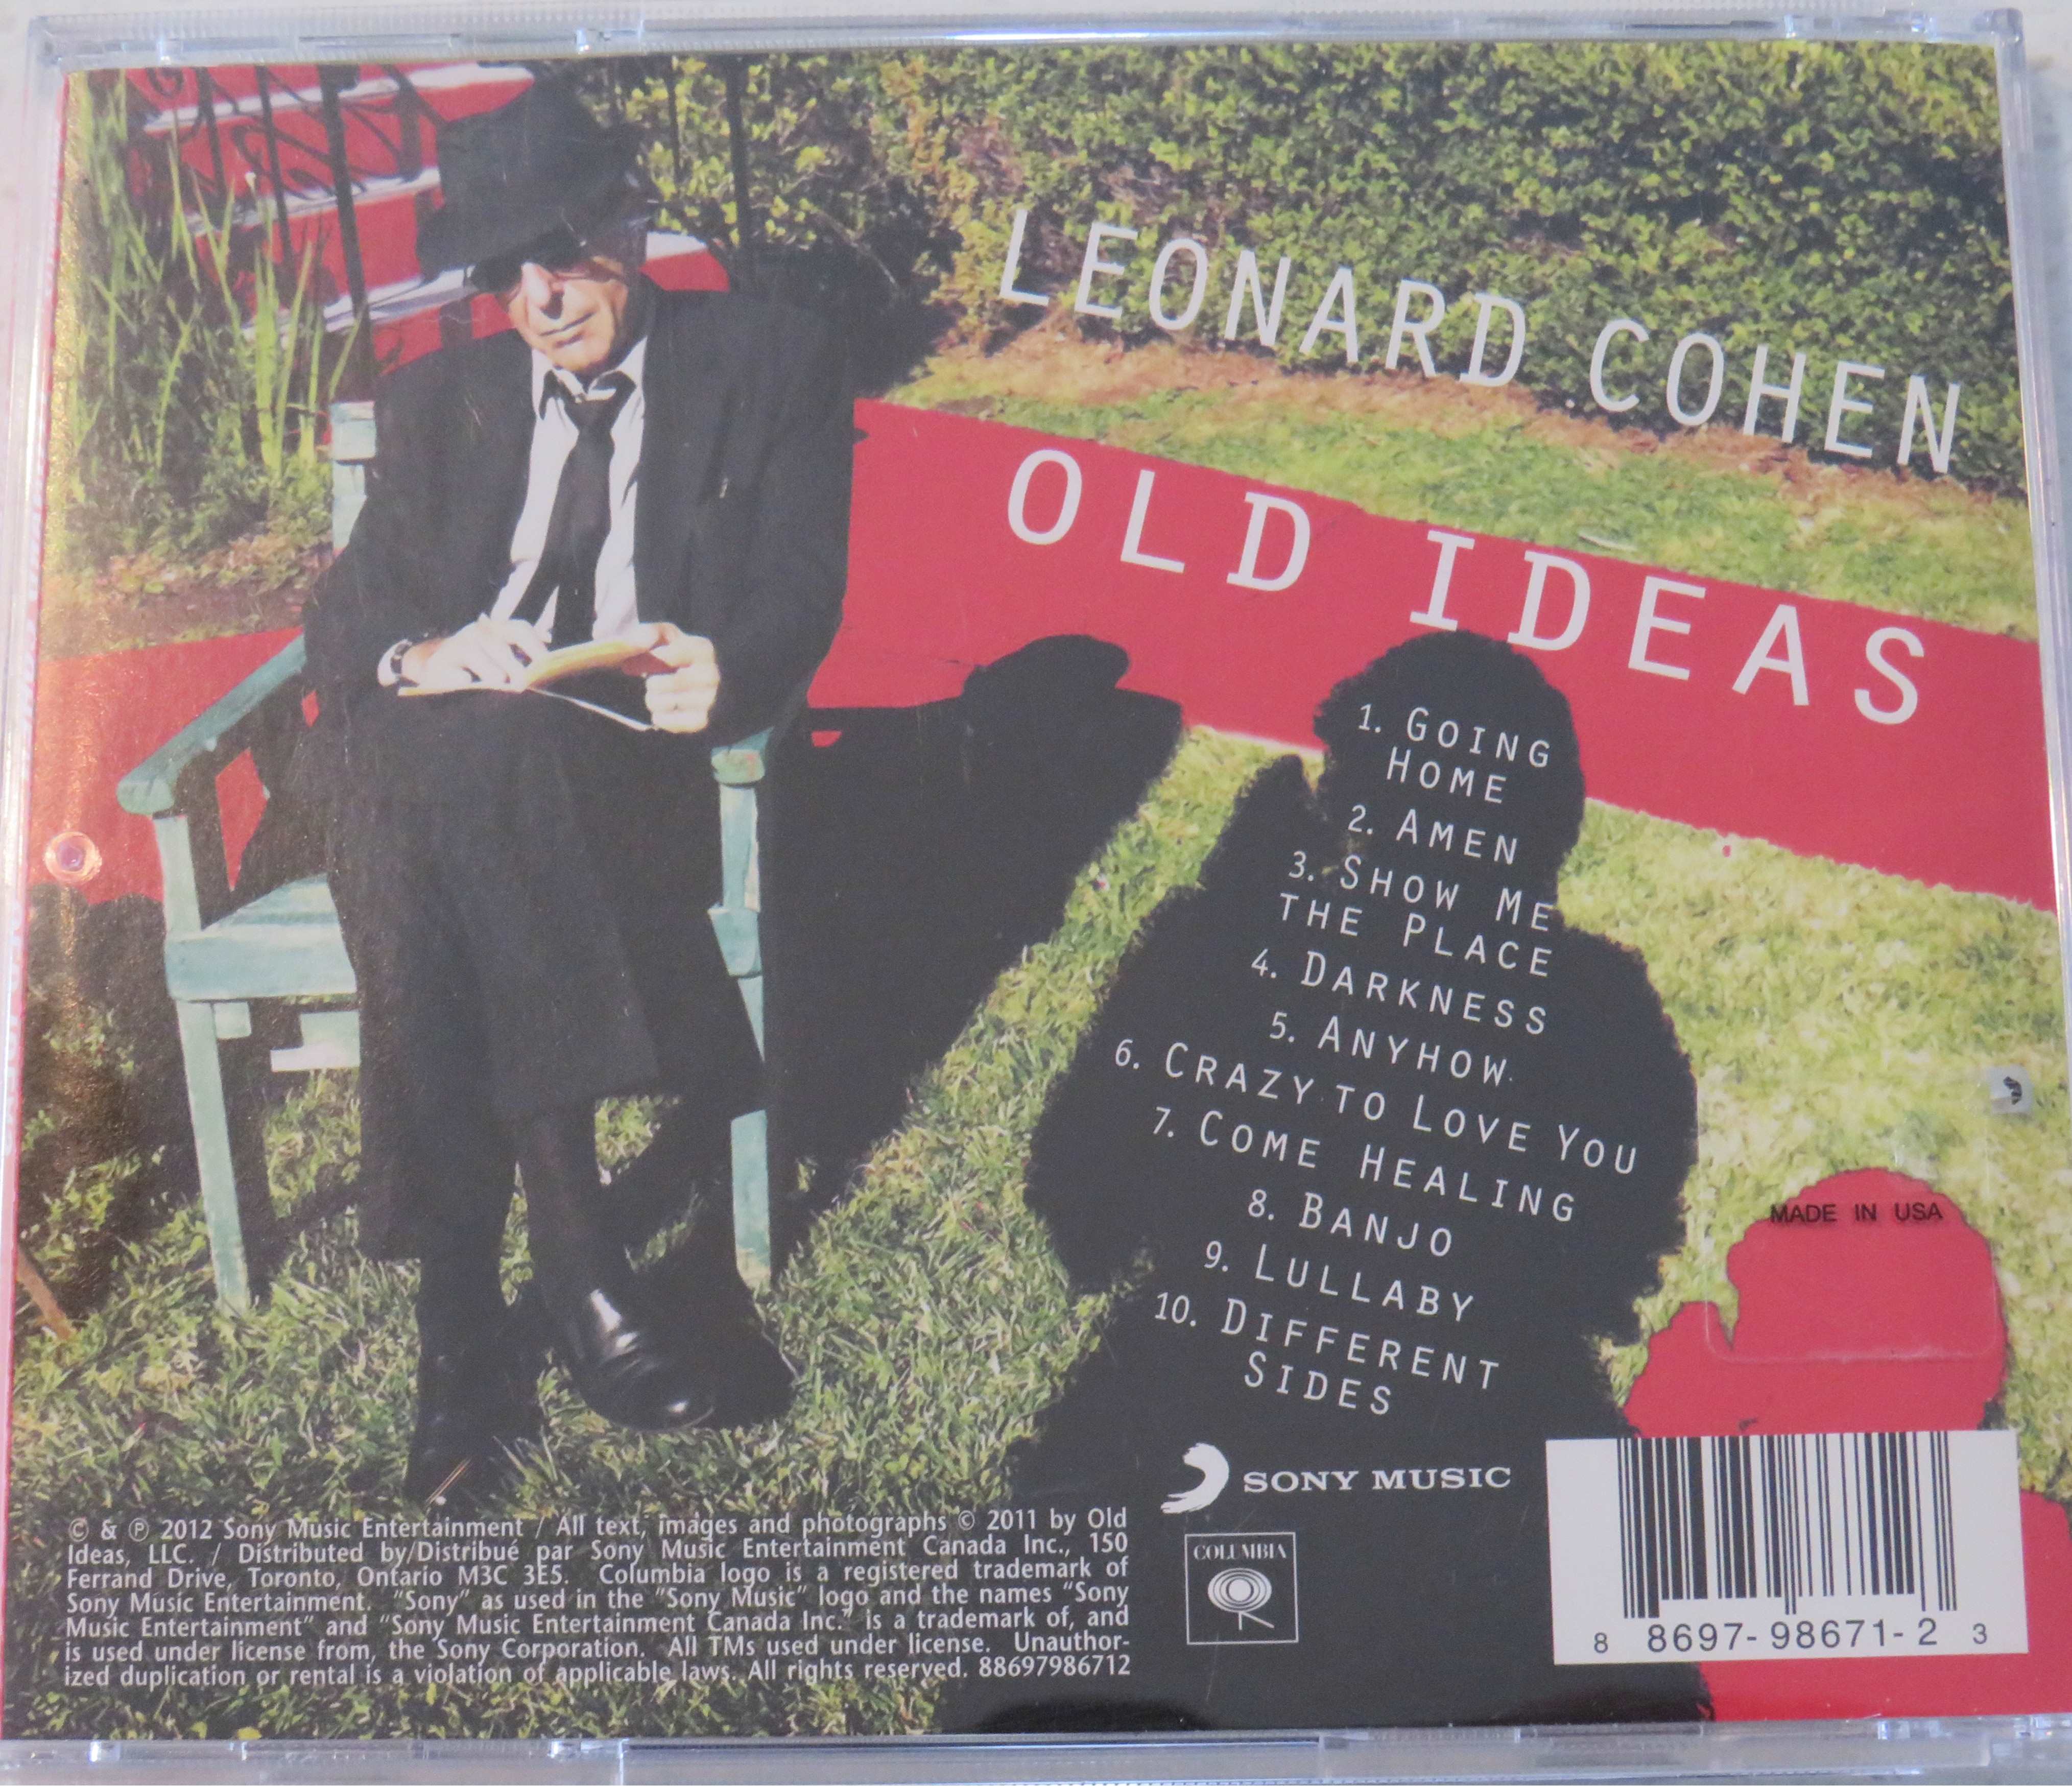 LEONARD COHEN
OLD IDEAS
1. GOING
HOME
2. AMEN
3. SHOW ME
THE PLACE
4. DARKNESS
5. ANYHOW
6. CRAZY TO LOVE YOU
7. COME HEALING
8. BANJO
9. LULLABY
10. DIFFERENT
SIDES
MADE IN USA
SONY MUSIC
COLUMBIA
© & ℗ 2012 Sony Music Entertainment / All text, images and photographs © 2011 by Old
Ideas, LLC. / Distributed by/Distribué par Sony Music Entertainment Canada Inc., 150
Ferrand Drive, Toronto, Ontario M3C 3E5. Columbia logo is a registered trademark of
Sony Music Entertainment. "Sony" as used in the "Sony Music" logo and the names "Sony
Music Entertainment" and "Sony Music Entertainment Canada Inc." is a trademark of, and
is used under license from, the Sony Corporation. All TMs used under license. Unauthor-
ized duplication or rental is a violation of applicable laws. All rights reserved. 88697986712
8 8697-98671-2 3